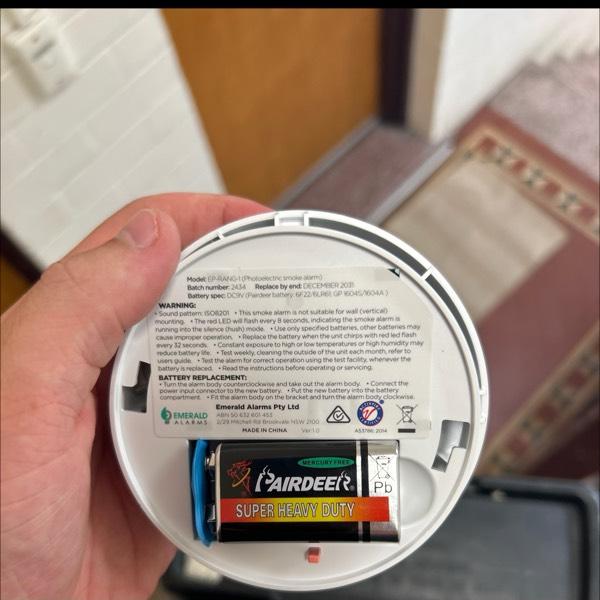 Model: EP-RANG-1 (Photoelectric smoke alarm)
Batch number: 2434 Replace by end: DECEMBER 2031
Battery spec: DC9V (Pairdeer battery: 6F22/6LR61; GP 1604S/1604A )
WARNING:
• Sound pattern: ISO8201 • This smoke alarm is not suitable for wall (vertical)
mounting. • The red LED will flash every 8 seconds, indicating the smoke alarm is
running into the silence (hush) mode. • Use only specified batteries, other batteries may
cause improper operation. • Replace the battery when the unit chirps with red led flash
every 32 seconds. • Constant exposure to high or low temperatures or high humidity may
reduce battery life. • Test weekly, cleaning the outside of the unit each month, refer to
users guide. • Test the alarm for correct operation using the test facility, whenever the
battery is replaced. • Read the instructions before operating or servicing.
BATTERY REPLACEMENT:
• Turn the alarm body counterclockwise and take out the alarm body. • Connect the
power input connector to the new battery. • Put the new battery into the battery
compartment. • Fit the alarm body on the bracket and turn the alarm body clockwise.
EMERALD
ALARMS
Emerald Alarms Pty Ltd
ABN 50 632 601 453
2/29 Mitchell Rd Brookvale NSW 2100
MADE IN CHINA Ver:1.0
AS3786: 2014
MERCURY FREE
PAIRDEER
Pb
SUPER HEAVY DUTY